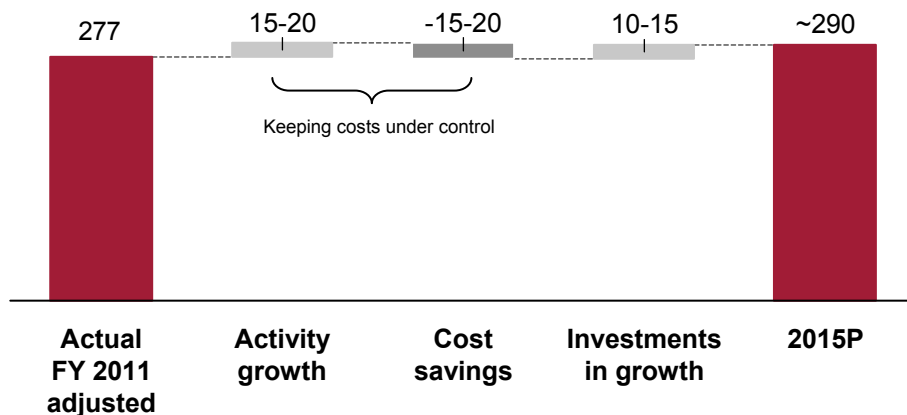 277
15-20
-15-20
10-15
~290
Keeping costs under control
Actual
FY 2011
adjusted
Activity
growth
Cost
savings
Investments
in growth
2015P